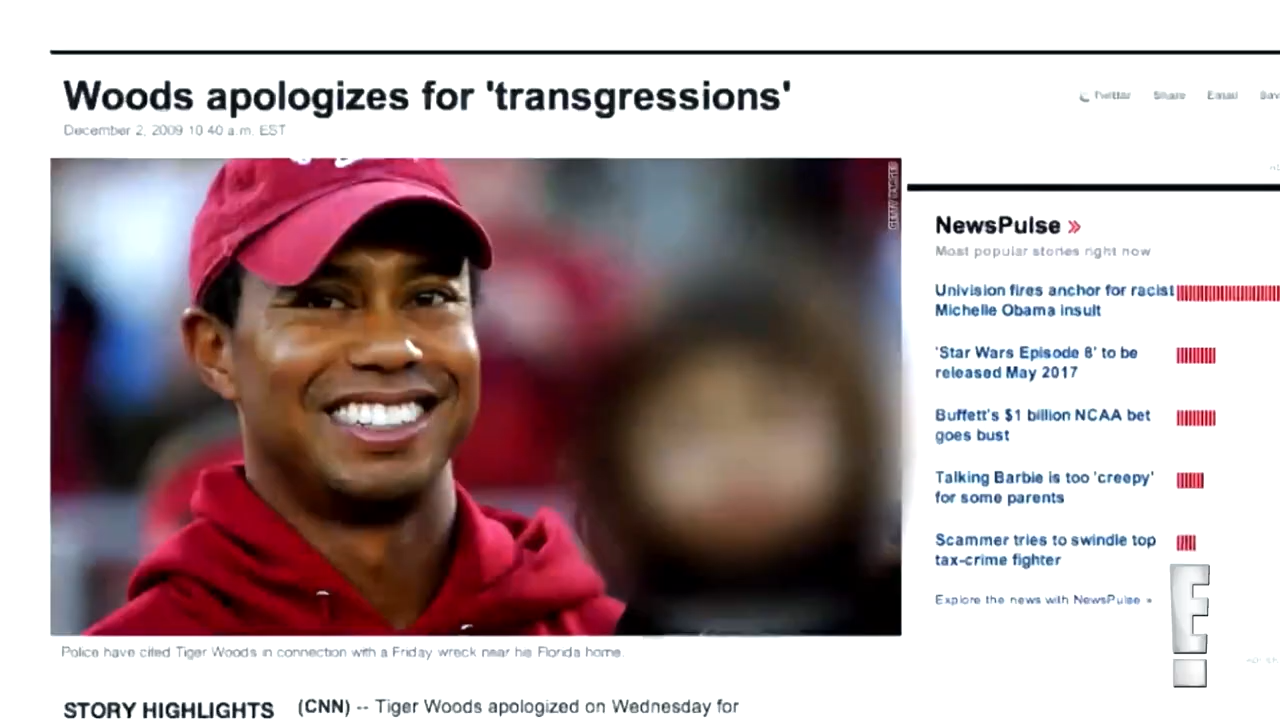 Woods apologizes for 'transgressions'
December 2, 2009 10:40 a.m. EST
Twitter Share Email
GETTY IMAGES
NewsPulse »
Most popular stories right now
Univision fires anchor for racist
Michelle Obama insult
'Star Wars Episode 8' to be
released May 2017
Buffett's $1 billion NCAA bet
goes bust
Talking Barbie is too 'creepy'
for some parents
Scammer tries to swindle top
tax-crime fighter
Explore the news with NewsPulse »
E!
Police have cited Tiger Woods in connection with a Friday wreck near his Florida home.
STORY HIGHLIGHTS
(CNN) -- Tiger Woods apologized on Wednesday for